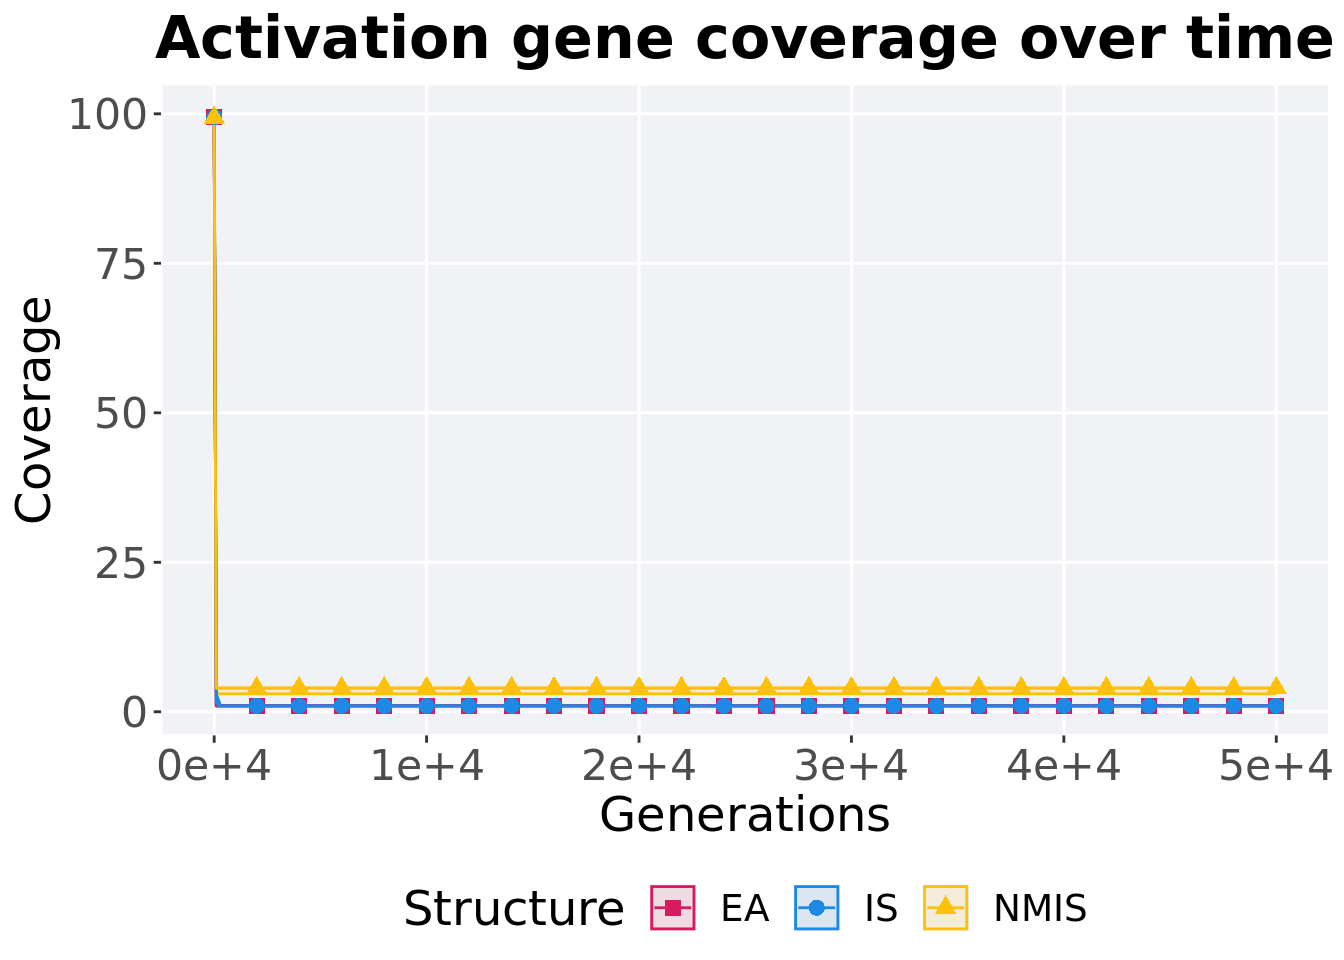 Activation gene coverage over time
100
75
50
25
0
Coverage
0e+4 1e+4 2e+4 3e+4 4e+4 5e+4
Generations
Structure EA IS NMIS